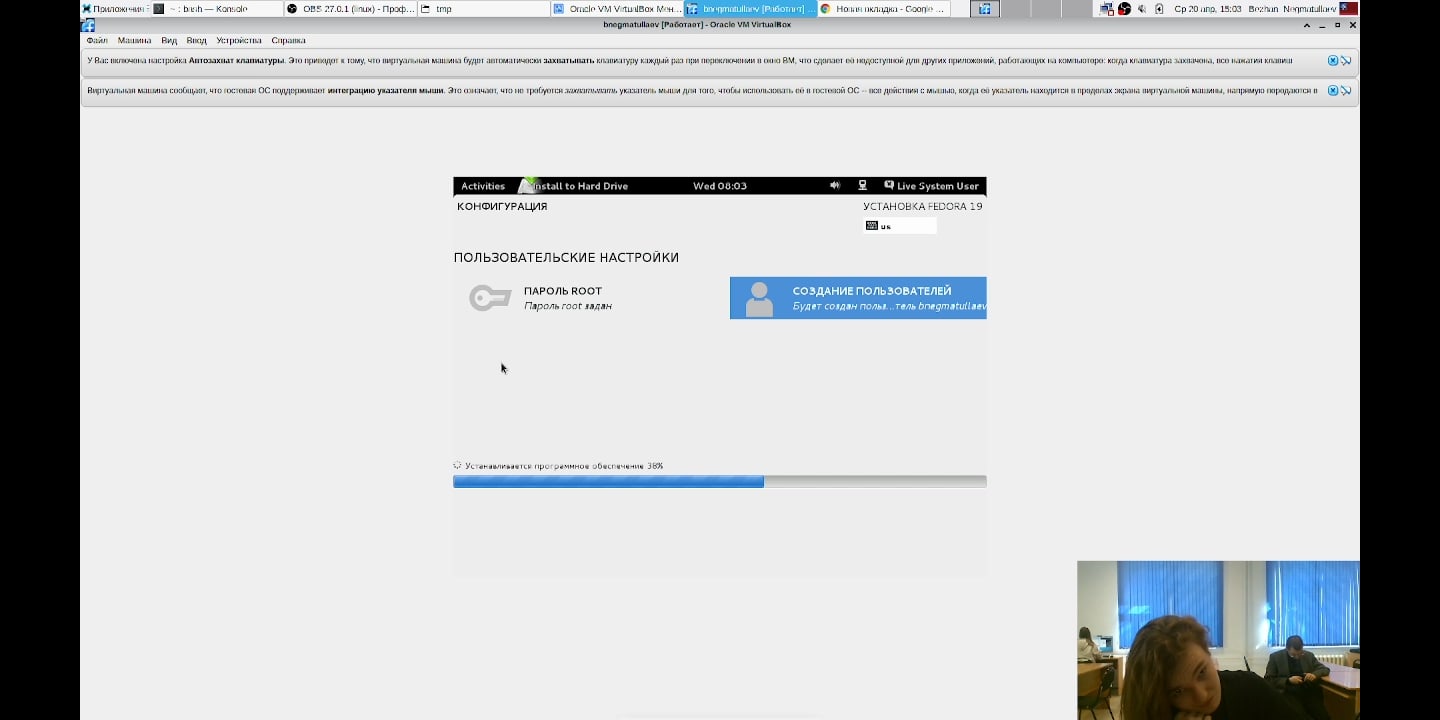 Приложения : ~ : bash — Konsole OBS 27.0.1 (linux) - Проф... tmp Oracle VM VirtualBox Мен... bnegmatullaev [Работает] ... Новая вкладка - Google ... Ср 20 апр, 15:03 Bezhan Negmatullaev
bnegmatullaev [Работает] - Oracle VM VirtualBox
Файл Машина Вид Ввод Устройства Справка
У Вас включена настройка Автозахват клавиатуры. Это приведет к тому, что виртуальная машина будет автоматически захватывать клавиатуру каждый раз при переключении в окно ВМ, что сделает её недоступной для других приложений, работающих на компьютере: когда клавиатура захвачена, все нажатия клавиш
Виртуальная машина сообщает, что гостевая ОС поддерживает интеграцию указателя мыши. Это означает, что не требуется захватывать указатель мыши для того, чтобы использовать её в гостевой ОС -- все действия с мышью, когда её указатель находится в пределах экрана виртуальной машины, напрямую передаются в
Activities Install to Hard Drive Wed 08:03 Live System User
КОНФИГУРАЦИЯ УСТАНОВКА FEDORA 19
us
ПОЛЬЗОВАТЕЛЬСКИЕ НАСТРОЙКИ
ПАРОЛЬ ROOT СОЗДАНИЕ ПОЛЬЗОВАТЕЛЕЙ
Пароль root задан Будет создан польз...тель bnegmatullaev
Устанавливается программное обеспечение 38%